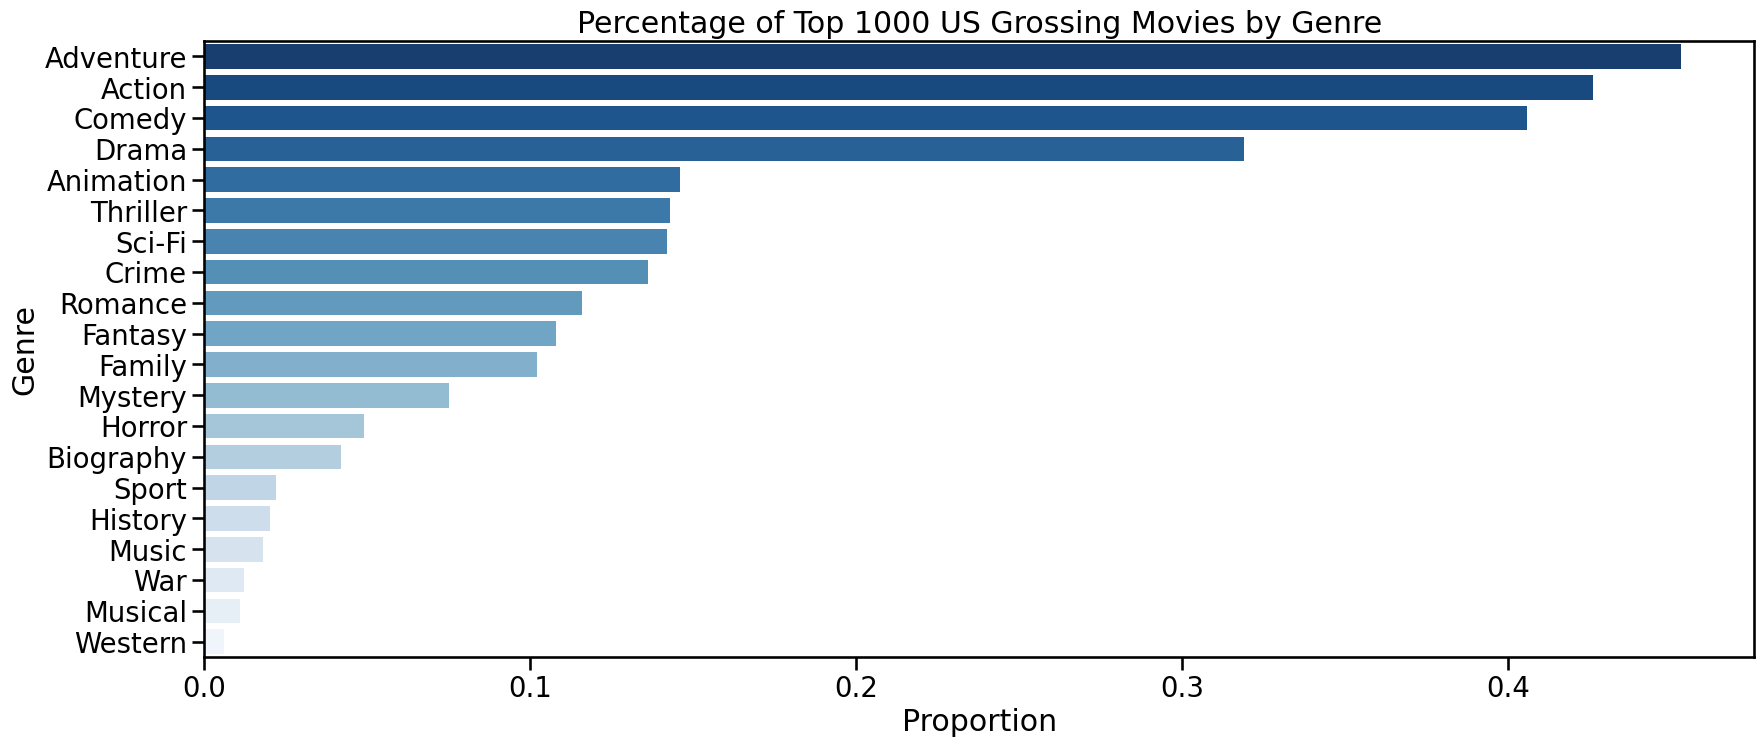 Percentage of Top 1000 US Grossing Movies by Genre
Adventure
Action
Comedy
Drama
Animation
Thriller
Sci-Fi
Crime
Romance
Fantasy
Family
Mystery
Horror
Biography
Sport
History
Music
War
Musical
Western
Genre
0.0 0.1 0.2 0.3 0.4
Proportion